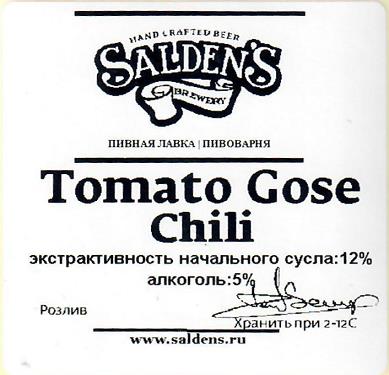 HAND CRAFTED BEER
SALDEN'S
BREWERY
ПИВНАЯ ЛАВКА | ПИВОВАРНЯ
Tomato Gose
Chili
экстрактивность начального сусла:12%
алкоголь:5%
Розлив
Хранить при 2-12С
www.saldens.ru